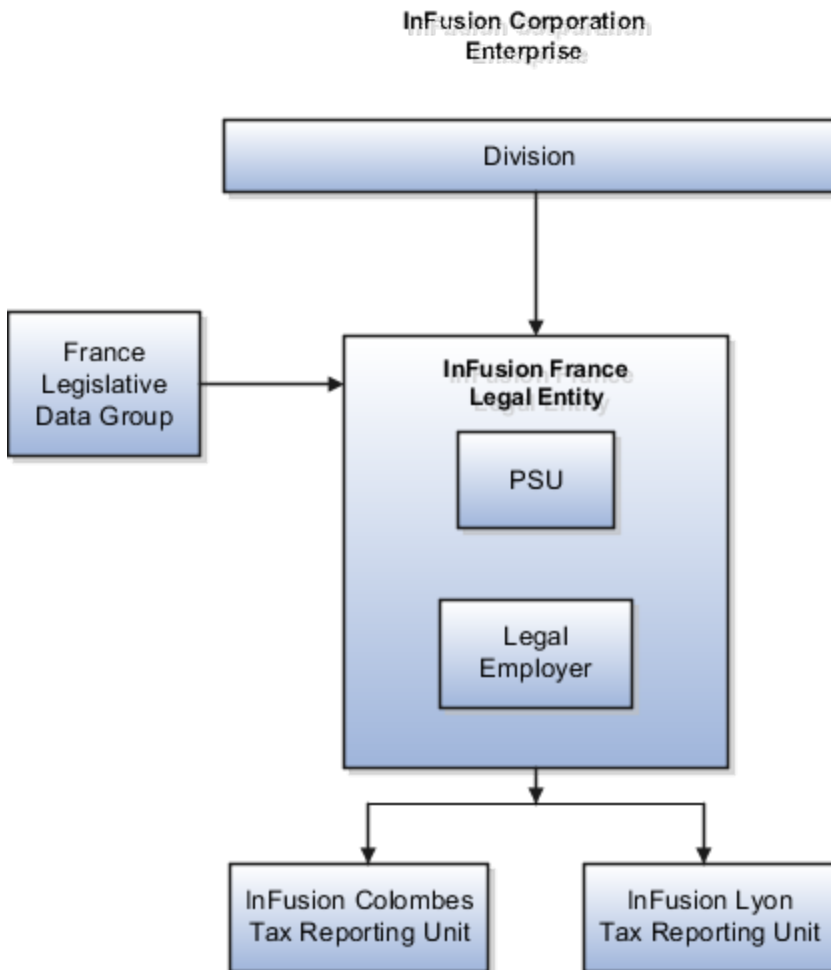 InFusion Corporation
Enterprise
Division
France
Legislative
Data Group
InFusion France
Legal Entity
PSU
Legal
Employer
InFusion Colombes
Tax Reporting Unit
InFusion Lyon
Tax Reporting Unit